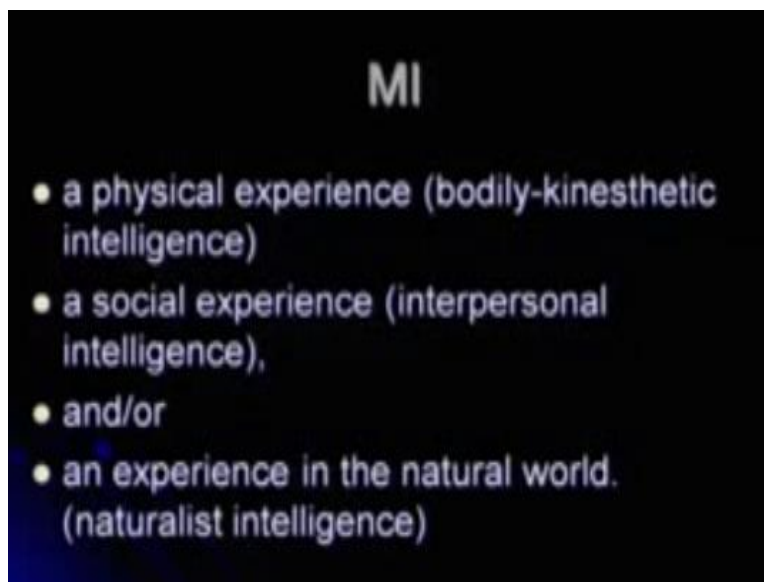 MI
• a physical experience (bodily-kinesthetic
intelligence)
• a social experience (interpersonal
intelligence),
• and/or
• an experience in the natural world.
(naturalist intelligence)